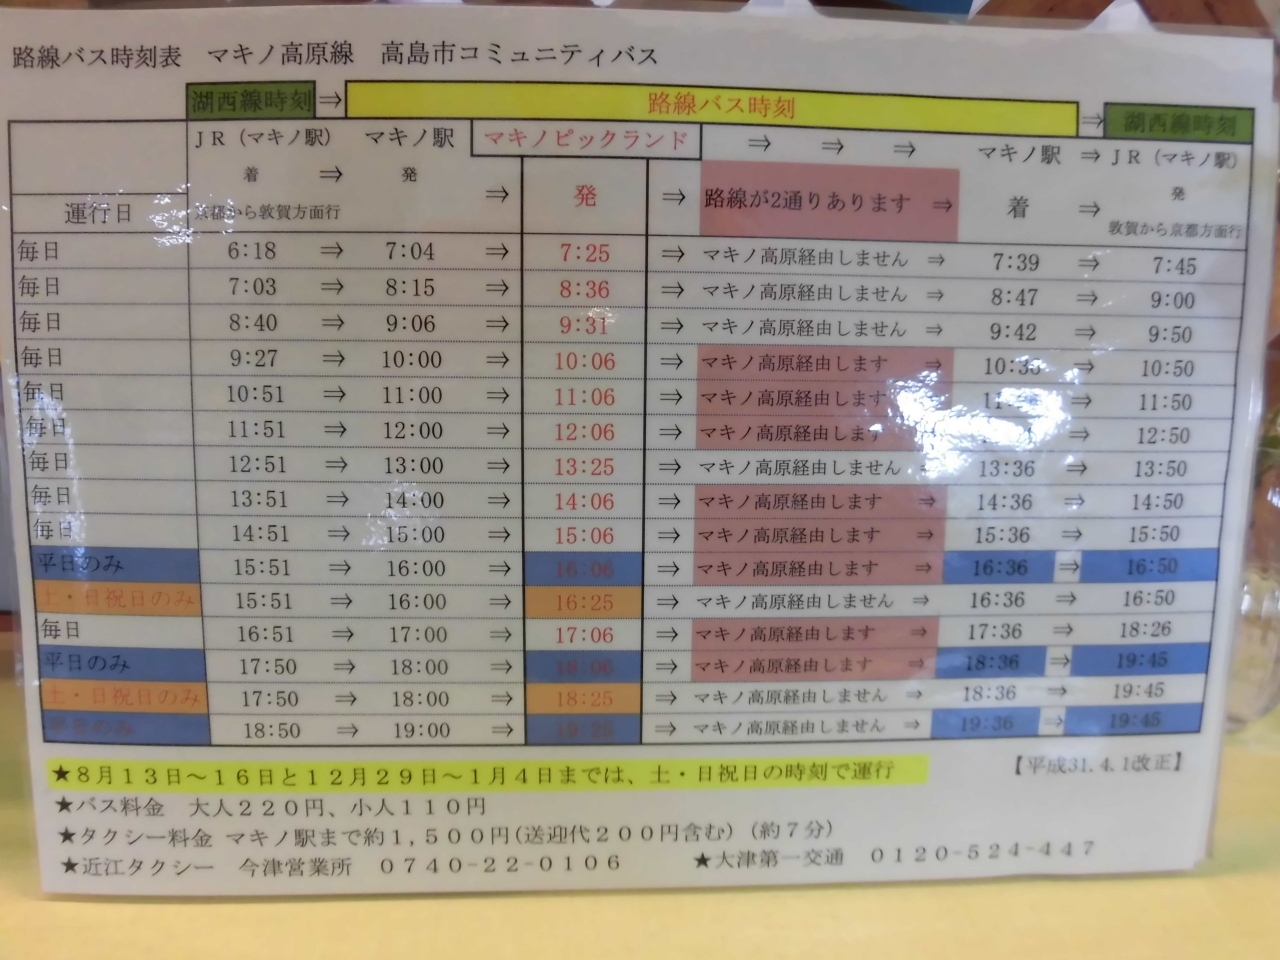 路線バス時刻表　マキノ高原線　高島市コミュニティバス
湖西線時刻 ⇒ 路線バス時刻 ⇒ 湖西線時刻
ＪＲ（マキノ駅） マキノ駅 マキノピックランド ⇒ ⇒ ⇒ マキノ駅 ⇒ ＪＲ（マキノ駅）
着 ⇒ 発 ⇒ 発 ⇒ 路線が2通りあります ⇒ 着 ⇒ 発
運行日 京都から敦賀方面行 敦賀から京都方面行
毎日 6:18 ⇒ 7:04 ⇒ 7:25 ⇒ マキノ高原経由しません ⇒ 7:39 ⇒ 7:45
毎日 7:03 ⇒ 8:15 ⇒ 8:36 ⇒ マキノ高原経由しません ⇒ 8:47 ⇒ 9:00
毎日 8:40 ⇒ 9:06 ⇒ 9:31 ⇒ マキノ高原経由しません ⇒ 9:42 ⇒ 9:50
毎日 9:27 ⇒ 10:00 ⇒ 10:06 ⇒ マキノ高原経由します ⇒ 10:36 ⇒ 10:50
毎日 10:51 ⇒ 11:00 ⇒ 11:06 ⇒ マキノ高原経由します ⇒ 11:50
毎日 11:51 ⇒ 12:00 ⇒ 12:06 ⇒ マキノ高原経由します ⇒ 12:50
毎日 12:51 ⇒ 13:00 ⇒ 13:25 ⇒ マキノ高原経由しません ⇒ 13:36 ⇒ 13:50
毎日 13:51 ⇒ 14:00 ⇒ 14:06 ⇒ マキノ高原経由します ⇒ 14:36 ⇒ 14:50
毎日 14:51 ⇒ 15:00 ⇒ 15:06 ⇒ マキノ高原経由します ⇒ 15:36 ⇒ 15:50
平日のみ 15:51 ⇒ 16:00 ⇒ 16:06 ⇒ マキノ高原経由します ⇒ 16:36 ⇒ 16:50
土・日祝日のみ 15:51 ⇒ 16:00 ⇒ 16:25 ⇒ マキノ高原経由しません ⇒ 16:36 ⇒ 16:50
毎日 16:51 ⇒ 17:00 ⇒ 17:06 ⇒ マキノ高原経由します ⇒ 17:36 ⇒ 18:26
平日のみ 17:50 ⇒ 18:00 ⇒ 18:06 ⇒ マキノ高原経由します ⇒ 18:36 ⇒ 19:45
土・日祝日のみ 17:50 ⇒ 18:00 ⇒ 18:25 ⇒ マキノ高原経由しません ⇒ 18:36 ⇒ 19:45
平日のみ 18:50 ⇒ 19:00 ⇒ 19:25 ⇒ マキノ高原経由しません ⇒ 19:36 ⇒ 19:45
★８月１３日～１６日と１２月２９日～１月４日までは、土・日祝日の時刻で運行 【平成31.4.1改正】
★バス料金　大人２２０円、小人１１０円
★タクシー料金 マキノ駅まで約１,５００円(送迎代２００円含む)（約７分）
★近江タクシー　今津営業所　０７４０-２２-０１０６ ★大津第一交通　０１２０-５２４-４４７